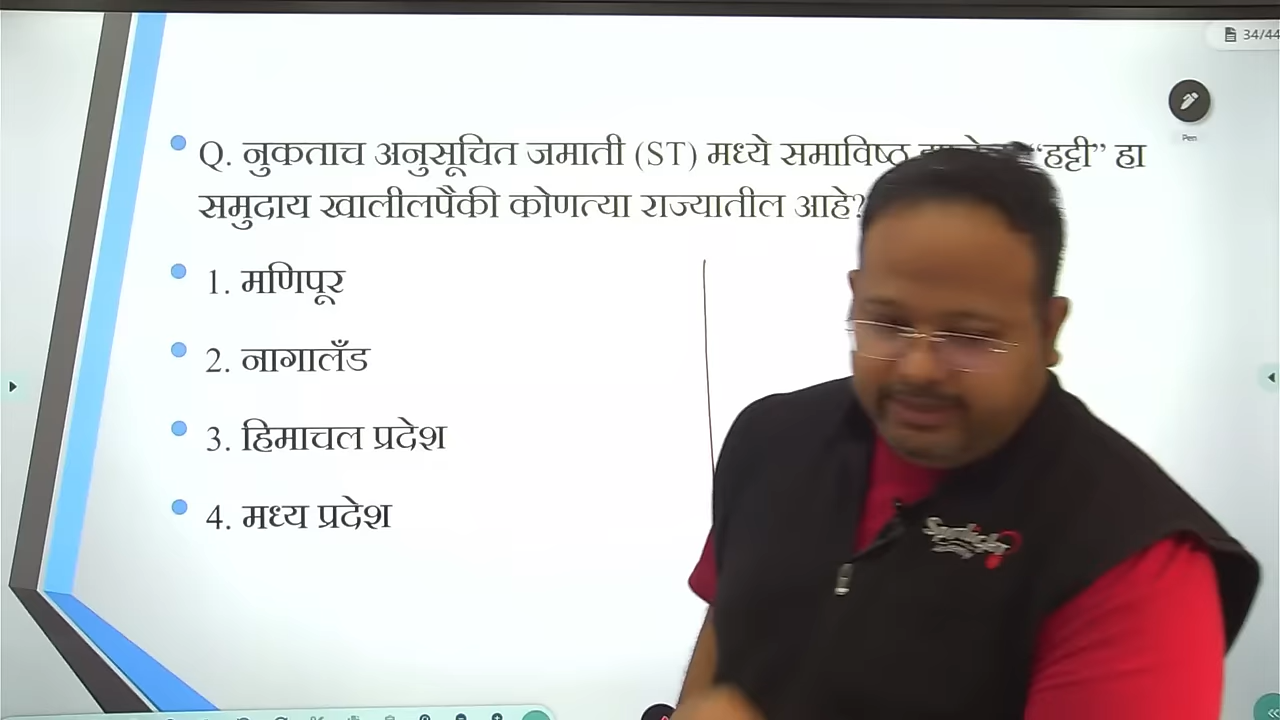 34/44
Pen
Q. नुकताच अनुसूचित जमाती (ST) मध्ये समाविष्ठ “हट्टी” हा
समुदाय खालीलपैकी कोणत्या राज्यातील आहे?
1. मणिपूर
2. नागालँड
3. हिमाचल प्रदेश
4. मध्य प्रदेश
Spotlight